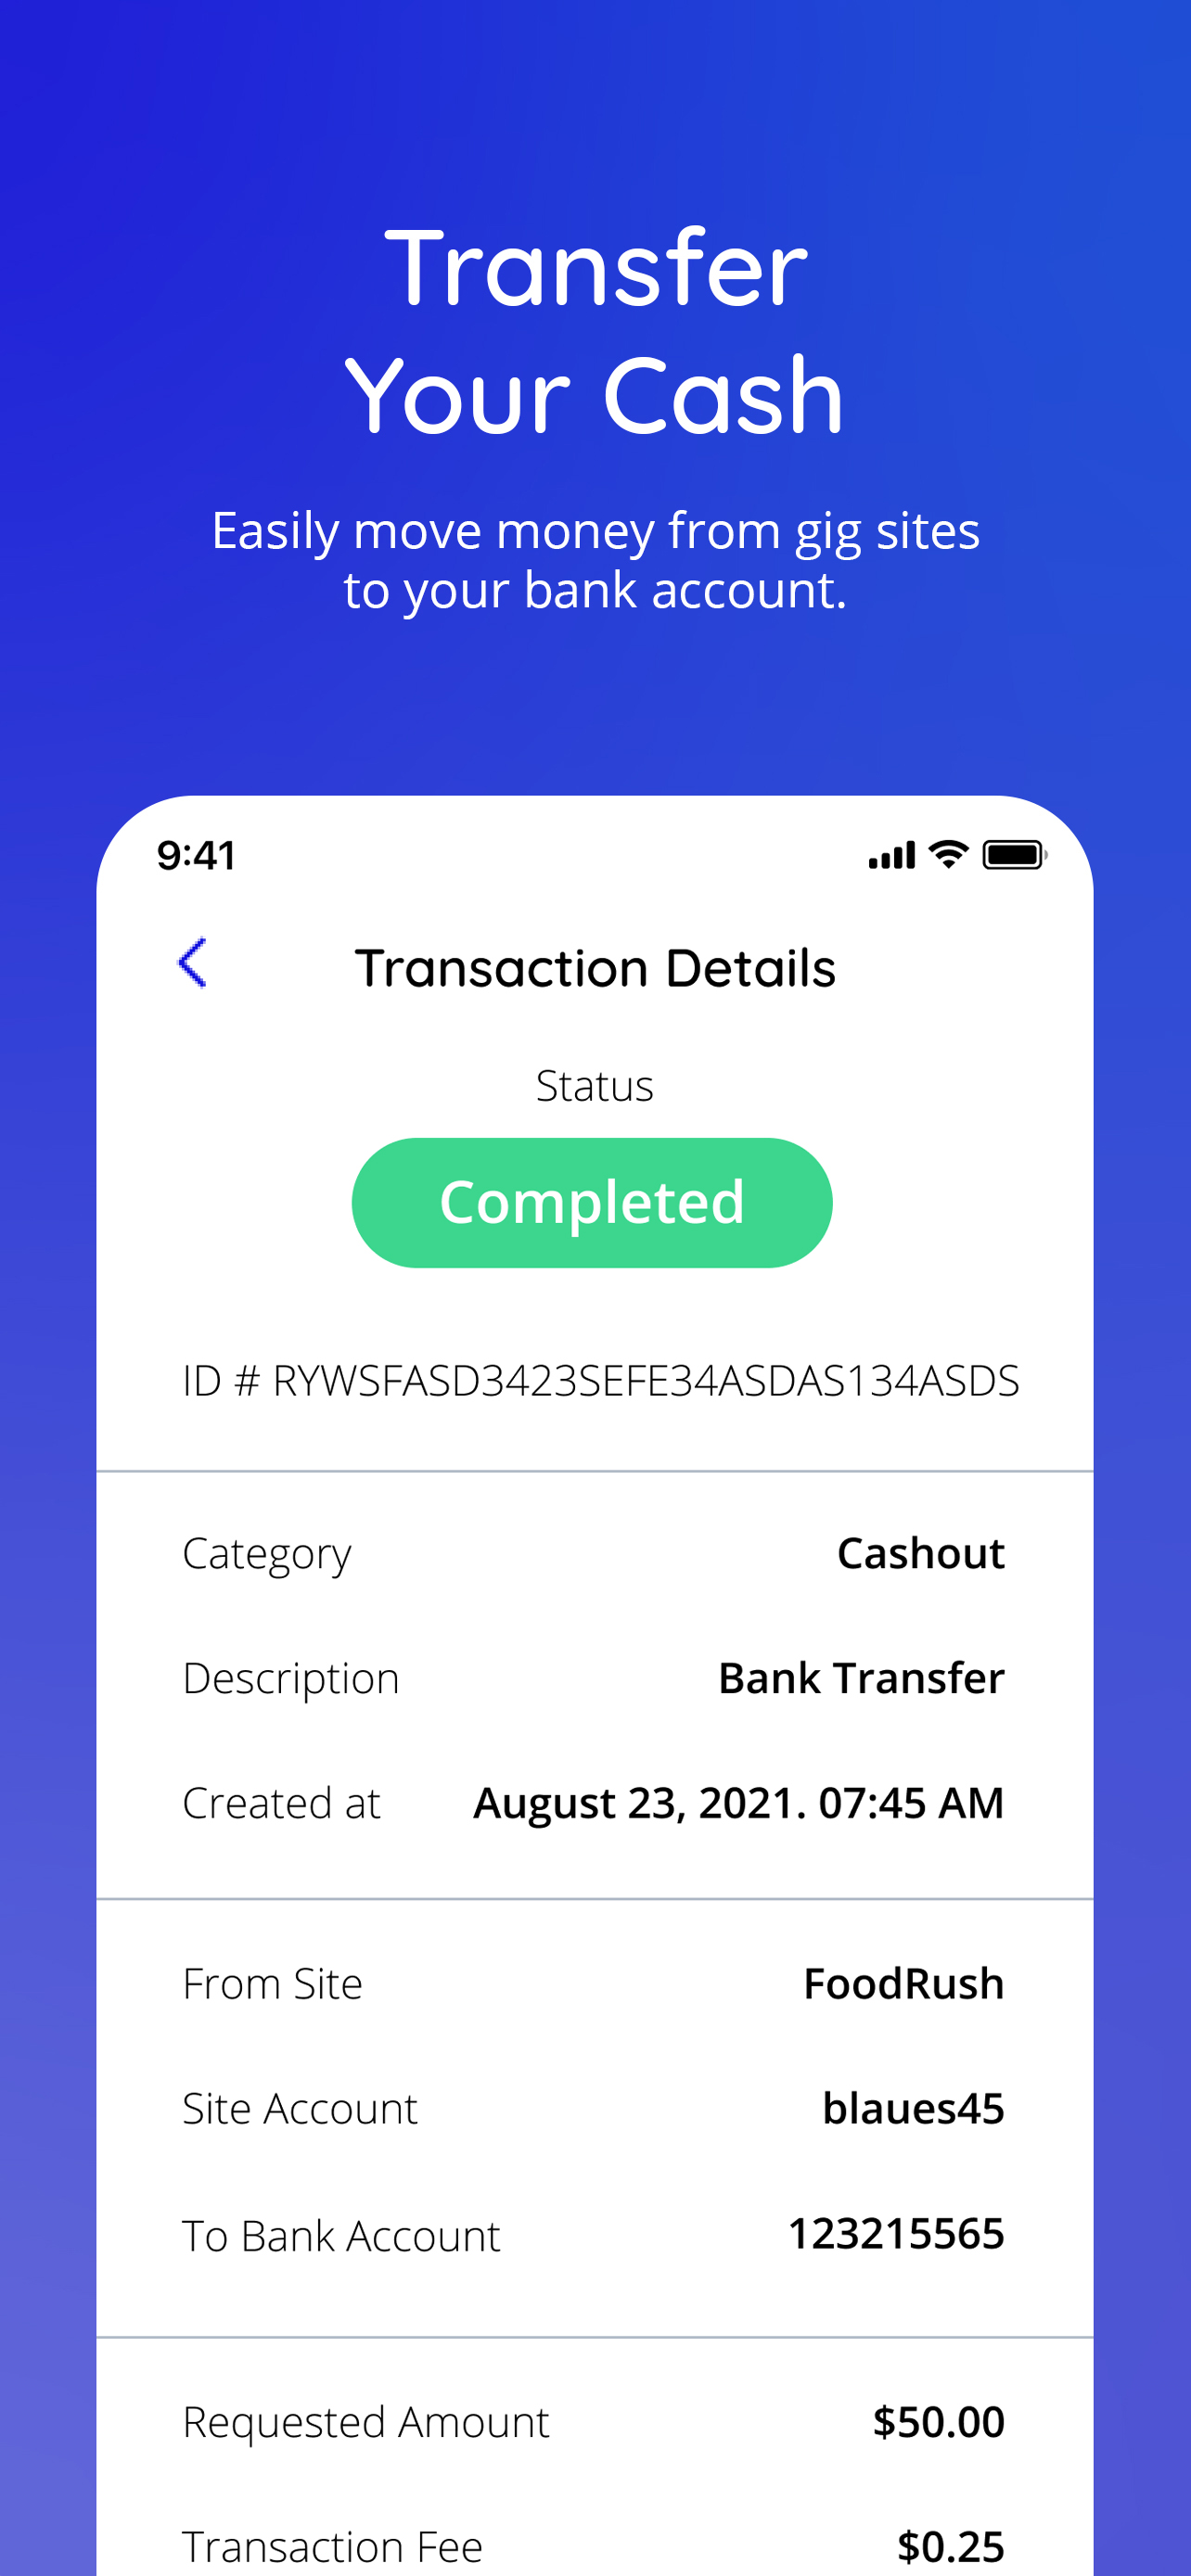 Transfer
Your Cash
Easily move money from gig sites
to your bank account.
9:41
Transaction Details
Status
Completed
ID # RYWSFASD3423SEFE34ASDAS134ASDS
Category Cashout
Description Bank Transfer
Created at August 23, 2021. 07:45 AM
From Site FoodRush
Site Account blaues45
To Bank Account 123215565
Requested Amount $50.00
Transaction Fee $0.25